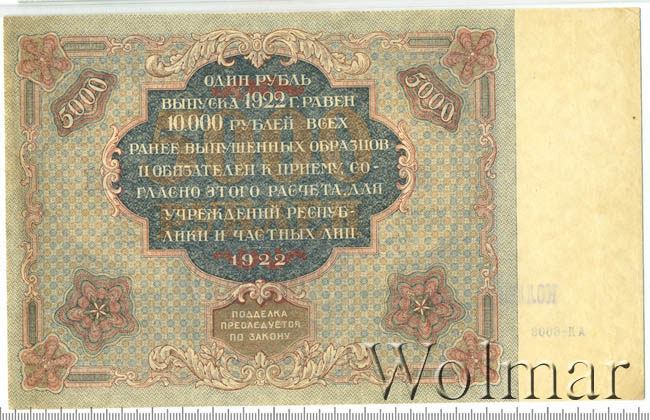 5000
5000
ОДИН РУБЛЬ
ВЫПУСКА 1922 Г. РАВЕН
10.000 РУБЛЕЙ ВСЕХ
РАНЕЕ ВЫПУЩЕННЫХ ОБРАЗЦОВ
И ОБЯЗАТЕЛЕН К ПРИЕМУ, СО-
ГЛАСНО ЭТОГО РАСЧЕТА, ДЛЯ
УЧРЕЖДЕНИЙ РЕСПУБ-
ЛИКИ И ЧАСТНЫХ ЛИЦ.
1922
ПОДДЕЛКА
ПРЕСЛЕДУЕТСЯ
ПО ЗАКОНУ.
Wolmar